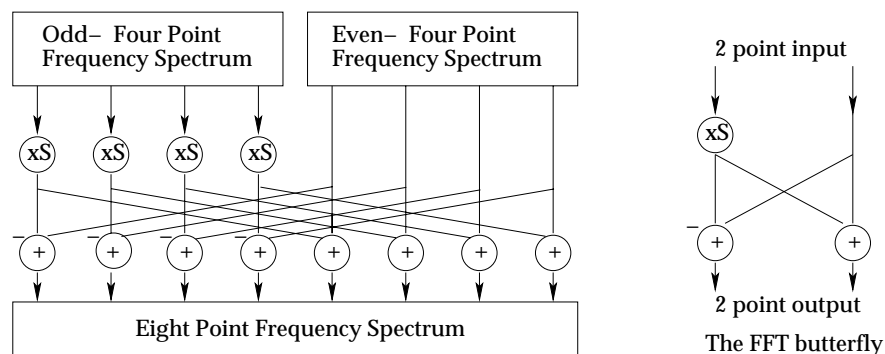 Odd– Four Point
Frequency Spectrum
Even– Four Point
Frequency Spectrum
xS xS xS xS
– – – –
+ + + + + + + +
Eight Point Frequency Spectrum
2 point input
xS
–
+ +
2 point output
The FFT butterfly